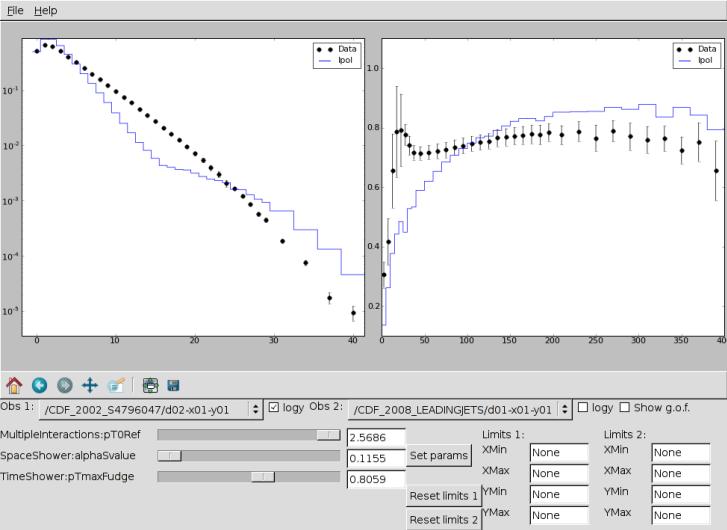 File Help
Data
Ipol
10⁻¹
10⁻²
10⁻³
10⁻⁴
10⁻⁵
0 10 20 30 40
Data
Ipol
1.0
0.8
0.6
0.4
0.2
0 50 100 150 200 250 300 350 400
Obs 1: /CDF_2002_S4796047/d02-x01-y01 logy Obs 2: /CDF_2008_LEADINGJETS/d01-x01-y01 logy Show g.o.f.
MultipleInteractions:pT0Ref 2.5686
SpaceShower:alphaSvalue 0.1155
TimeShower:pTmaxFudge 0.8059
Set params
Reset limits 1
Reset limits 2
Limits 1:
XMin None
XMax None
YMin None
YMax None
Limits 2:
XMin None
XMax None
YMin None
YMax None